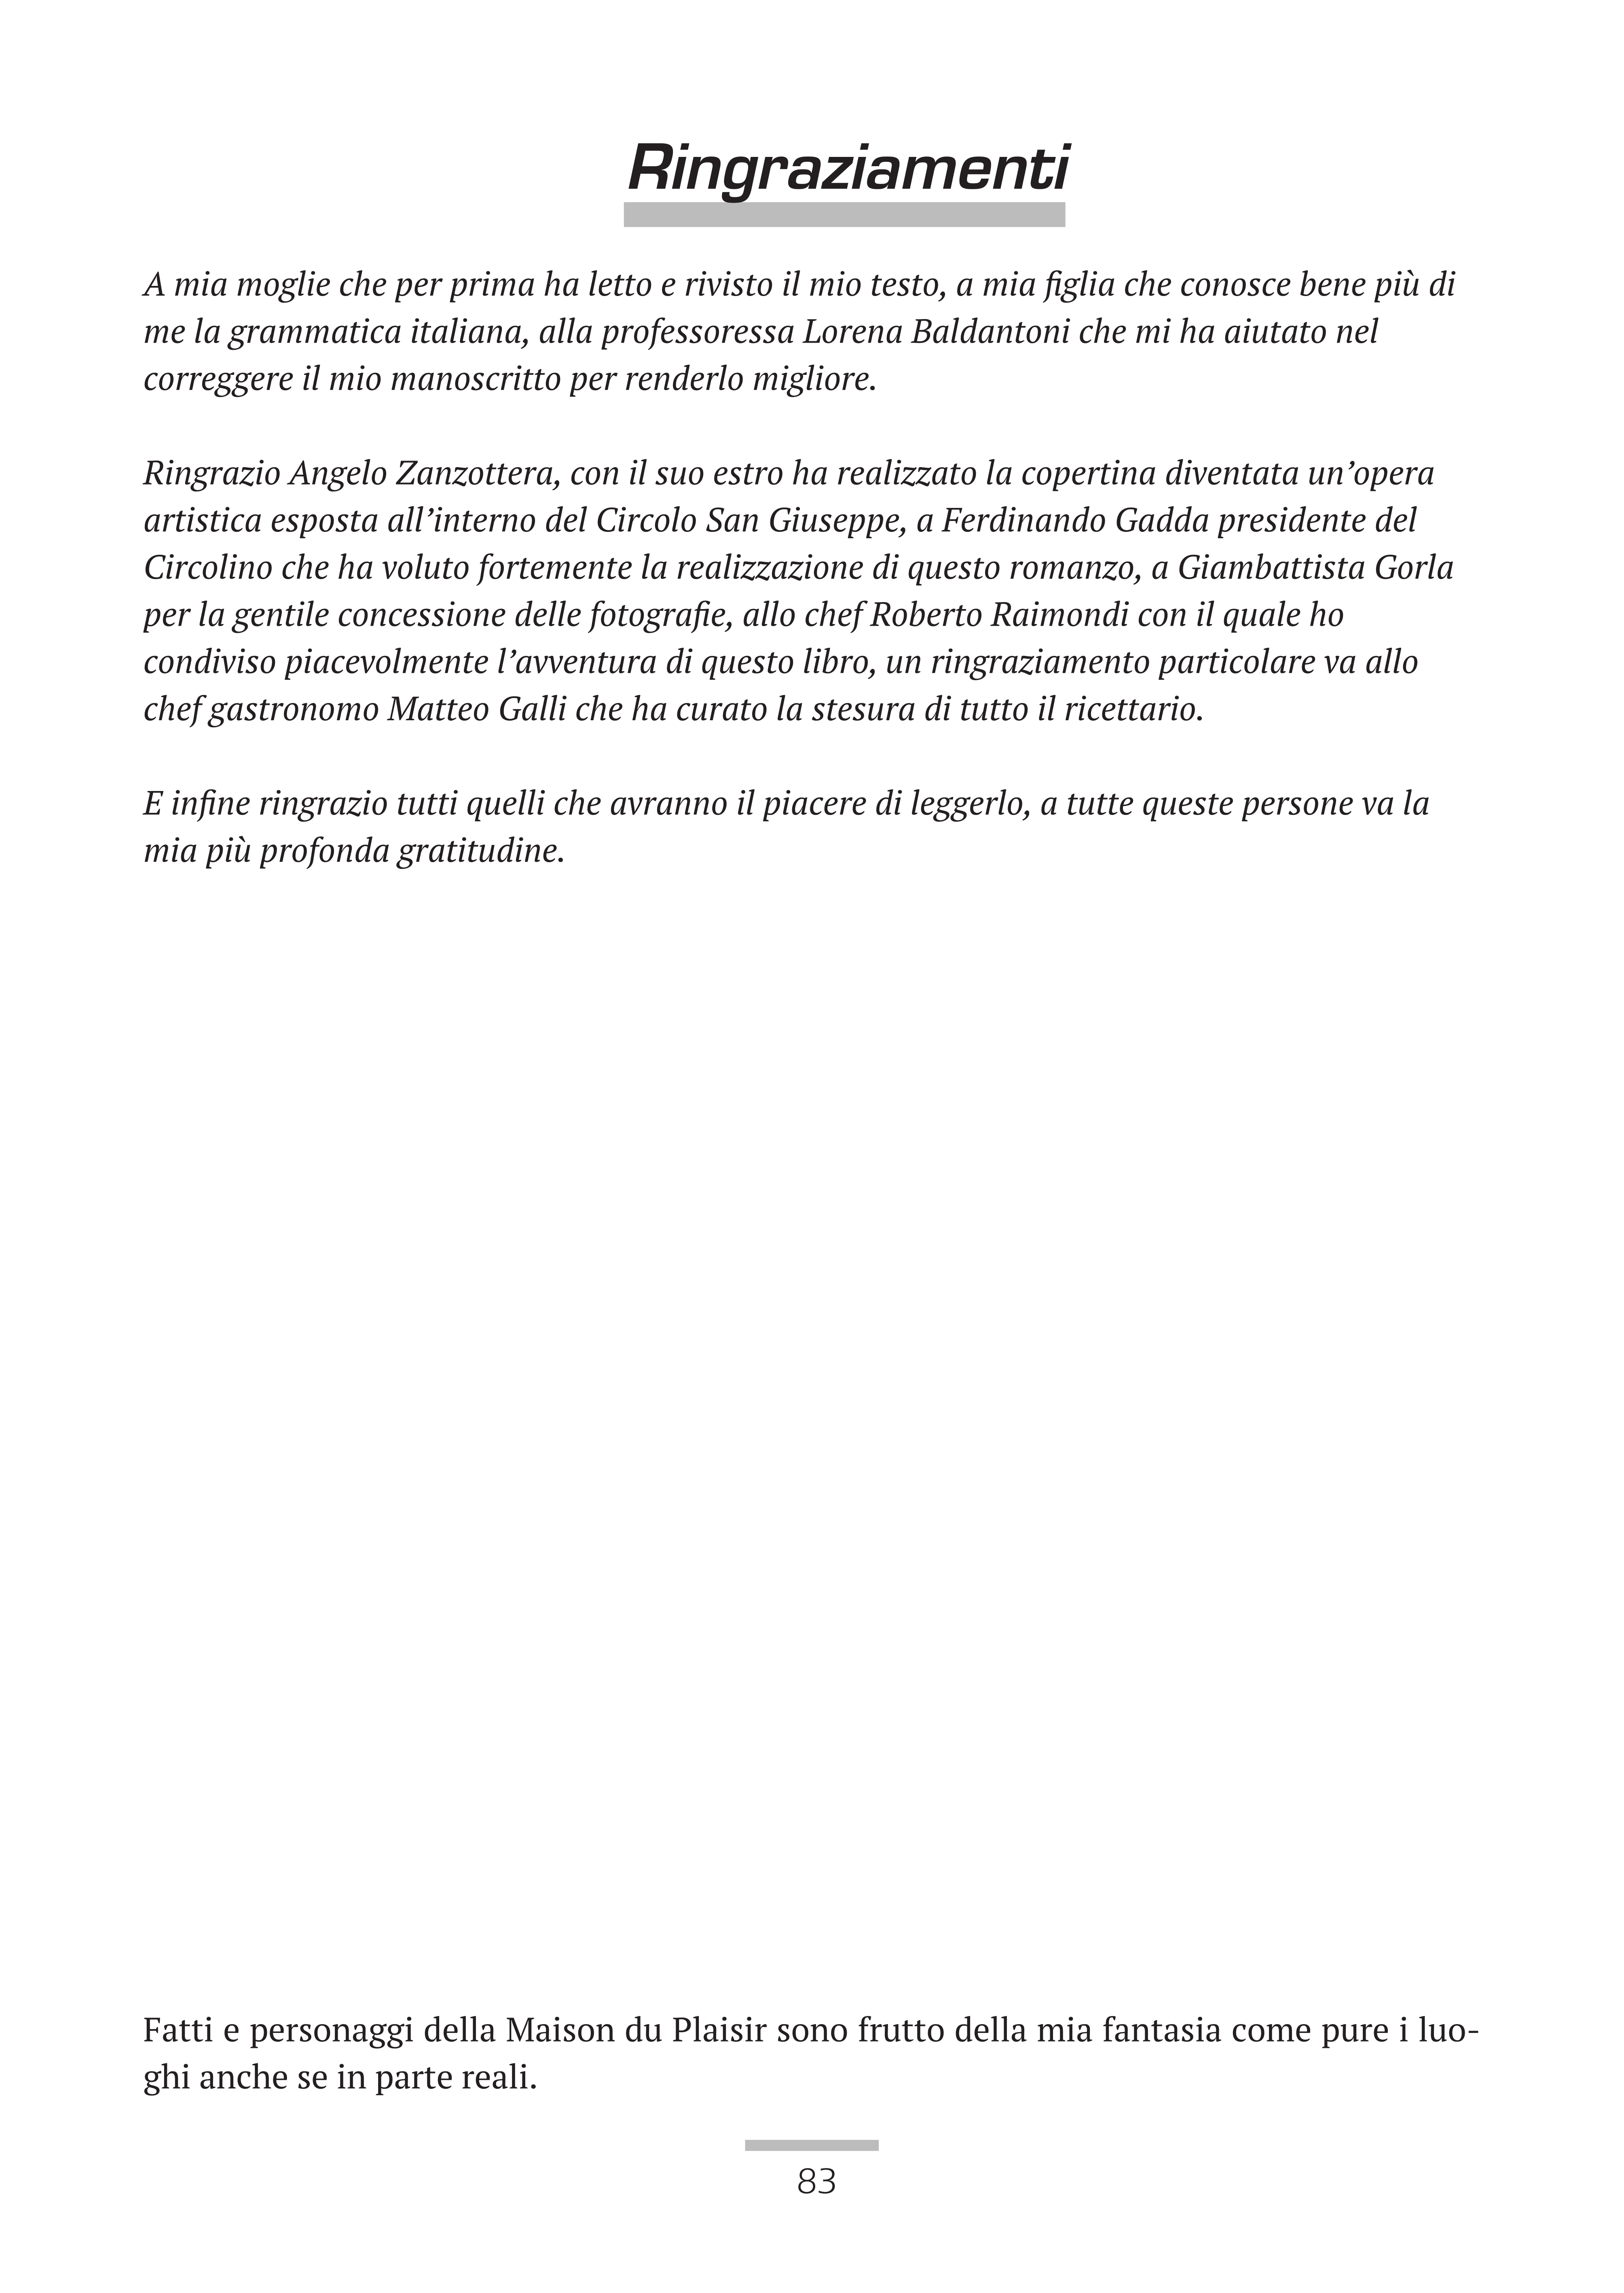 Ringraziamenti
A mia moglie che per prima ha letto e rivisto il mio testo, a mia figlia che conosce bene più di
me la grammatica italiana, alla professoressa Lorena Baldantoni che mi ha aiutato nel
correggere il mio manoscritto per renderlo migliore.
Ringrazio Angelo Zanzottera, con il suo estro ha realizzato la copertina diventata un’opera
artistica esposta all’interno del Circolo San Giuseppe, a Ferdinando Gadda presidente del
Circolino che ha voluto fortemente la realizzazione di questo romanzo, a Giambattista Gorla
per la gentile concessione delle fotografie, allo chef Roberto Raimondi con il quale ho
condiviso piacevolmente l’avventura di questo libro, un ringraziamento particolare va allo
chef gastronomo Matteo Galli che ha curato la stesura di tutto il ricettario.
E infine ringrazio tutti quelli che avranno il piacere di leggerlo, a tutte queste persone va la
mia più profonda gratitudine.
Fatti e personaggi della Maison du Plaisir sono frutto della mia fantasia come pure i luo-
ghi anche se in parte reali.
83